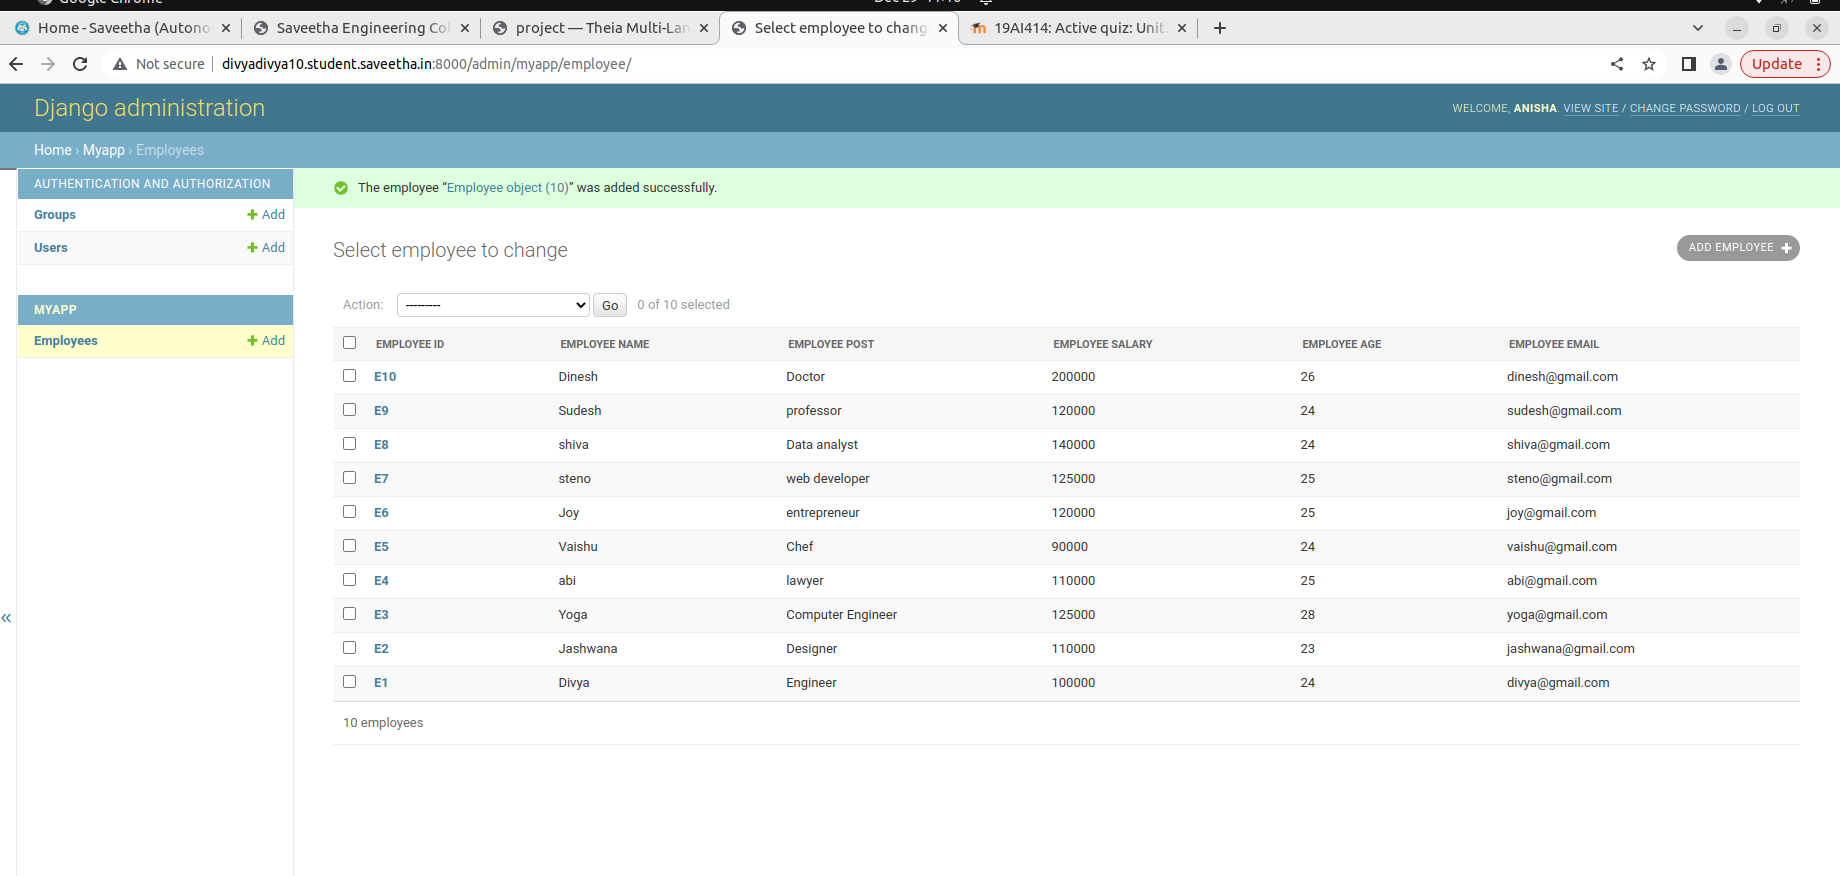 Home - Saveetha (Autono
Saveetha Engineering Col
project — Theia Multi-Lan
Select employee to chang
19AI414: Active quiz: Unit
Not secure
divyadivya10.student.saveetha.in:8000/admin/myapp/employee/
Update
Django administration
WELCOME, ANISHA. VIEW SITE / CHANGE PASSWORD / LOG OUT
Home › Myapp › Employees
AUTHENTICATION AND AUTHORIZATION
Groups + Add
Users + Add
MYAPP
Employees + Add
«
The employee “Employee object (10)” was added successfully.
Select employee to change
ADD EMPLOYEE +
Action: --------- Go 0 of 10 selected
EMPLOYEE ID EMPLOYEE NAME EMPLOYEE POST EMPLOYEE SALARY EMPLOYEE AGE EMPLOYEE EMAIL
E10 Dinesh Doctor 200000 26 dinesh@gmail.com
E9 Sudesh professor 120000 24 sudesh@gmail.com
E8 shiva Data analyst 140000 24 shiva@gmail.com
E7 steno web developer 125000 25 steno@gmail.com
E6 Joy entrepreneur 120000 25 joy@gmail.com
E5 Vaishu Chef 90000 24 vaishu@gmail.com
E4 abi lawyer 110000 25 abi@gmail.com
E3 Yoga Computer Engineer 125000 28 yoga@gmail.com
E2 Jashwana Designer 110000 23 jashwana@gmail.com
E1 Divya Engineer 100000 24 divya@gmail.com
10 employees